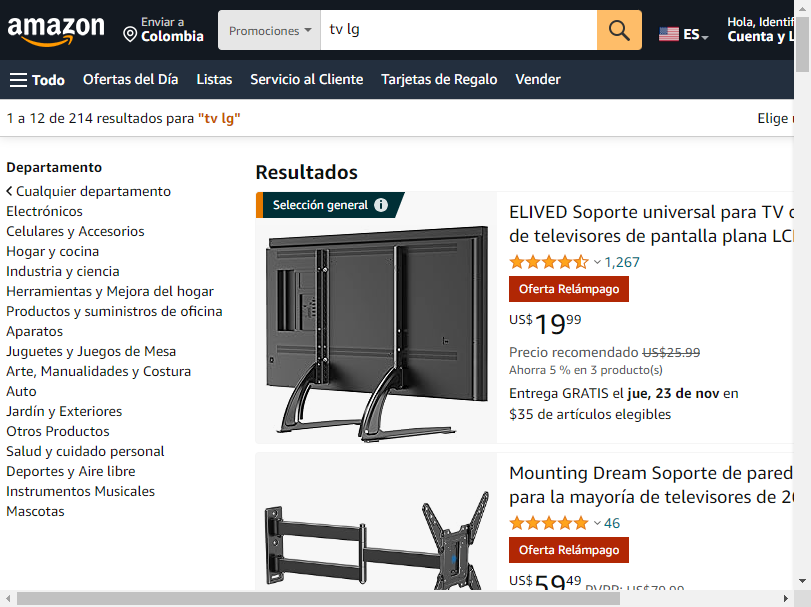 amazon
Enviar a
Colombia
Promociones
tv lg
ES
Hola, Identif
Cuenta y L
Todo
Ofertas del Día
Listas
Servicio al Cliente
Tarjetas de Regalo
Vender
1 a 12 de 214 resultados para "tv lg"
Elige
Departamento
Cualquier departamento
Electrónicos
Celulares y Accesorios
Hogar y cocina
Industria y ciencia
Herramientas y Mejora del hogar
Productos y suministros de oficina
Aparatos
Juguetes y Juegos de Mesa
Arte, Manualidades y Costura
Auto
Jardín y Exteriores
Otros Productos
Salud y cuidado personal
Deportes y Aire libre
Instrumentos Musicales
Mascotas
Resultados
Selección general
ELIVED Soporte universal para TV
de televisores de pantalla plana LC
1,267
Oferta Relámpago
US$19.99
Precio recomendado US$25.99
Ahorra 5 % en 3 producto(s)
Entrega GRATIS el jue, 23 de nov en
$35 de artículos elegibles
Mounting Dream Soporte de pared
para la mayoría de televisores de 2
46
Oferta Relámpago
US$59.49 PVPR: US$79.99